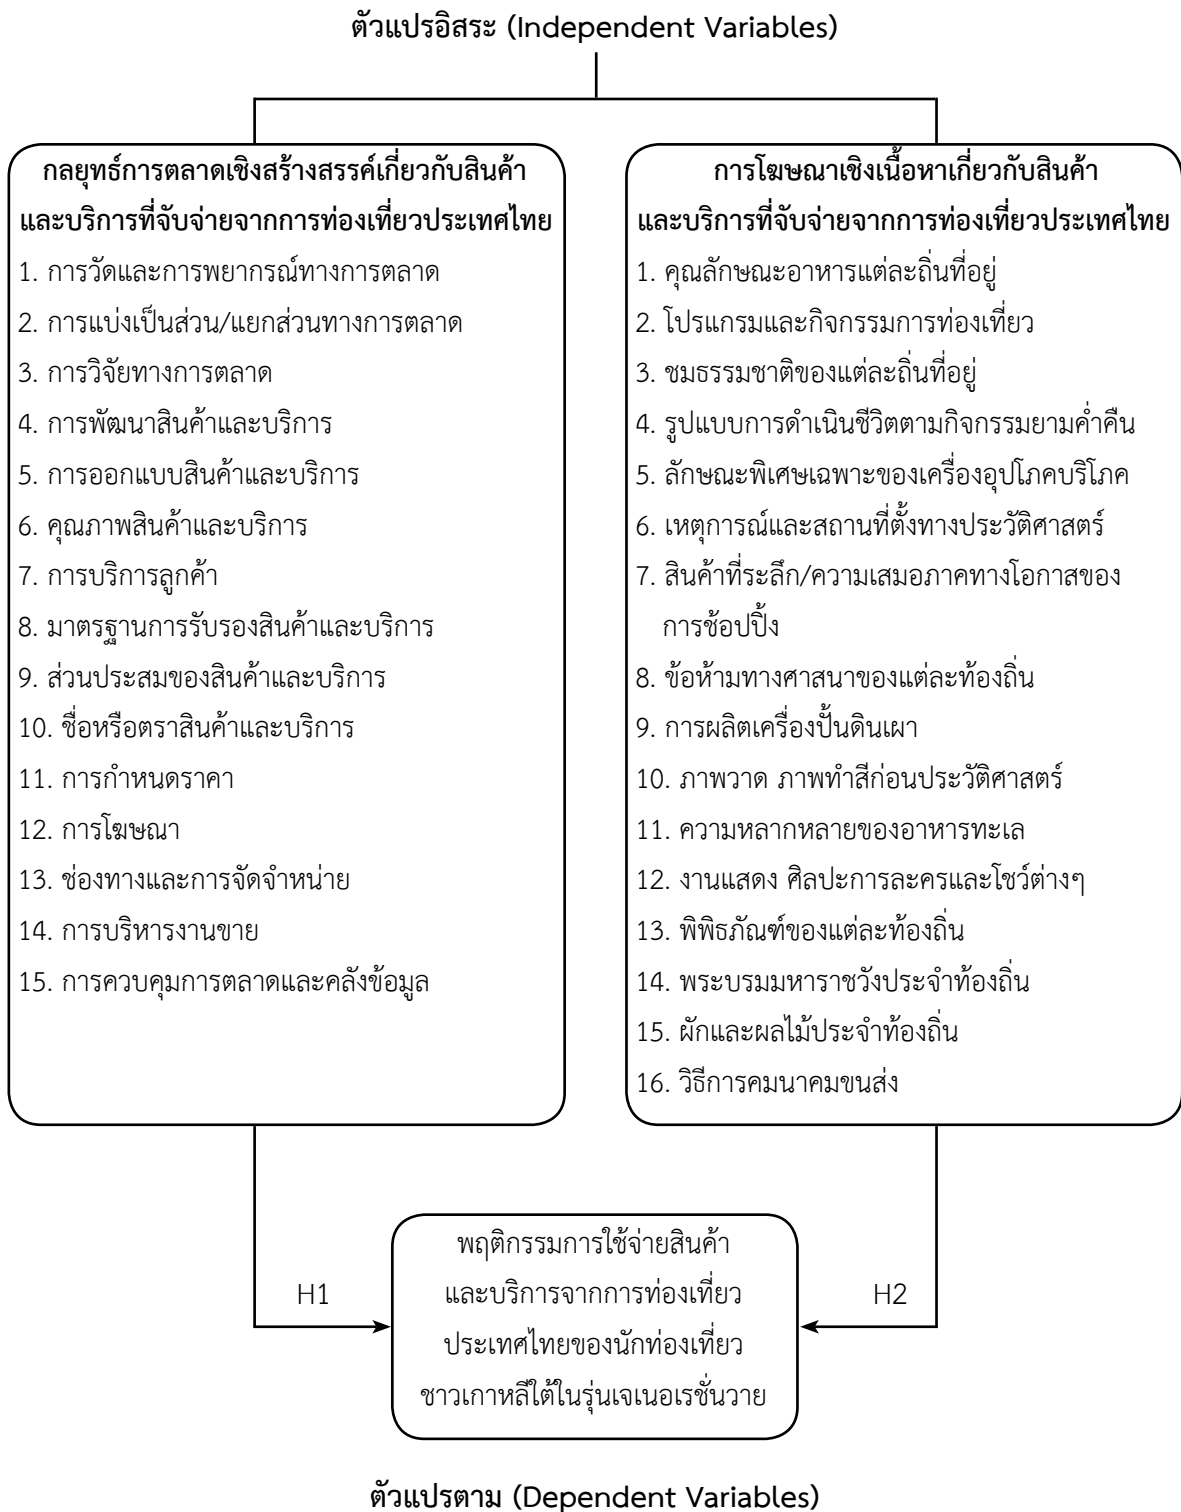 ตัวแปรอิสระ (Independent Variables)
กลยุทธ์การตลาดเชิงสร้างสรรค์เกี่ยวกับสินค้า
และบริการที่จับจ่ายจากการท่องเที่ยวประเทศไทย
1. การวัดและการพยากรณ์ทางการตลาด
2. การแบ่งเป็นส่วน/แยกส่วนทางการตลาด
3. การวิจัยทางการตลาด
4. การพัฒนาสินค้าและบริการ
5. การออกแบบสินค้าและบริการ
6. คุณภาพสินค้าและบริการ
7. การบริการลูกค้า
8. มาตรฐานการรับรองสินค้าและบริการ
9. ส่วนประสมของสินค้าและบริการ
10. ชื่อหรือตราสินค้าและบริการ
11. การกำหนดราคา
12. การโฆษณา
13. ช่องทางและการจัดจำหน่าย
14. การบริหารงานขาย
15. การควบคุมการตลาดและคลังข้อมูล
การโฆษณาเชิงเนื้อหาเกี่ยวกับสินค้า
และบริการที่จับจ่ายจากการท่องเที่ยวประเทศไทย
1. คุณลักษณะอาหารแต่ละถิ่นที่อยู่
2. โปรแกรมและกิจกรรมการท่องเที่ยว
3. ชมธรรมชาติของแต่ละถิ่นที่อยู่
4. รูปแบบการดำเนินชีวิตตามกิจกรรมยามค่ำคืน
5. ลักษณะพิเศษเฉพาะของเครื่องอุปโภคบริโภค
6. เหตุการณ์และสถานที่ตั้งทางประวัติศาสตร์
7. สินค้าที่ระลึก/ความเสมอภาคทางโอกาสของ
การช้อปปิ้ง
8. ข้อห้ามทางศาสนาของแต่ละท้องถิ่น
9. การผลิตเครื่องปั้นดินเผา
10. ภาพวาด ภาพทำสีก่อนประวัติศาสตร์
11. ความหลากหลายของอาหารทะเล
12. งานแสดง ศิลปะการละครและโชว์ต่างๆ
13. พิพิธภัณฑ์ของแต่ละท้องถิ่น
14. พระบรมมหาราชวังประจำท้องถิ่น
15. ผักและผลไม้ประจำท้องถิ่น
16. วิธีการคมนาคมขนส่ง
H1
พฤติกรรมการใช้จ่ายสินค้า
และบริการจากการท่องเที่ยว
ประเทศไทยของนักท่องเที่ยว
ชาวเกาหลีใต้ในรุ่นเจเนอเรชั่นวาย
H2
ตัวแปรตาม (Dependent Variables)